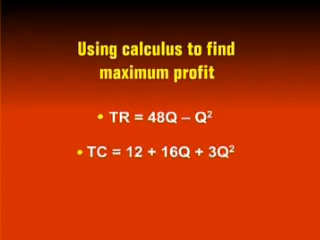 Using calculus to find
maximum profit
• TR = 48Q – Q²
• TC = 12 + 16Q + 3Q²